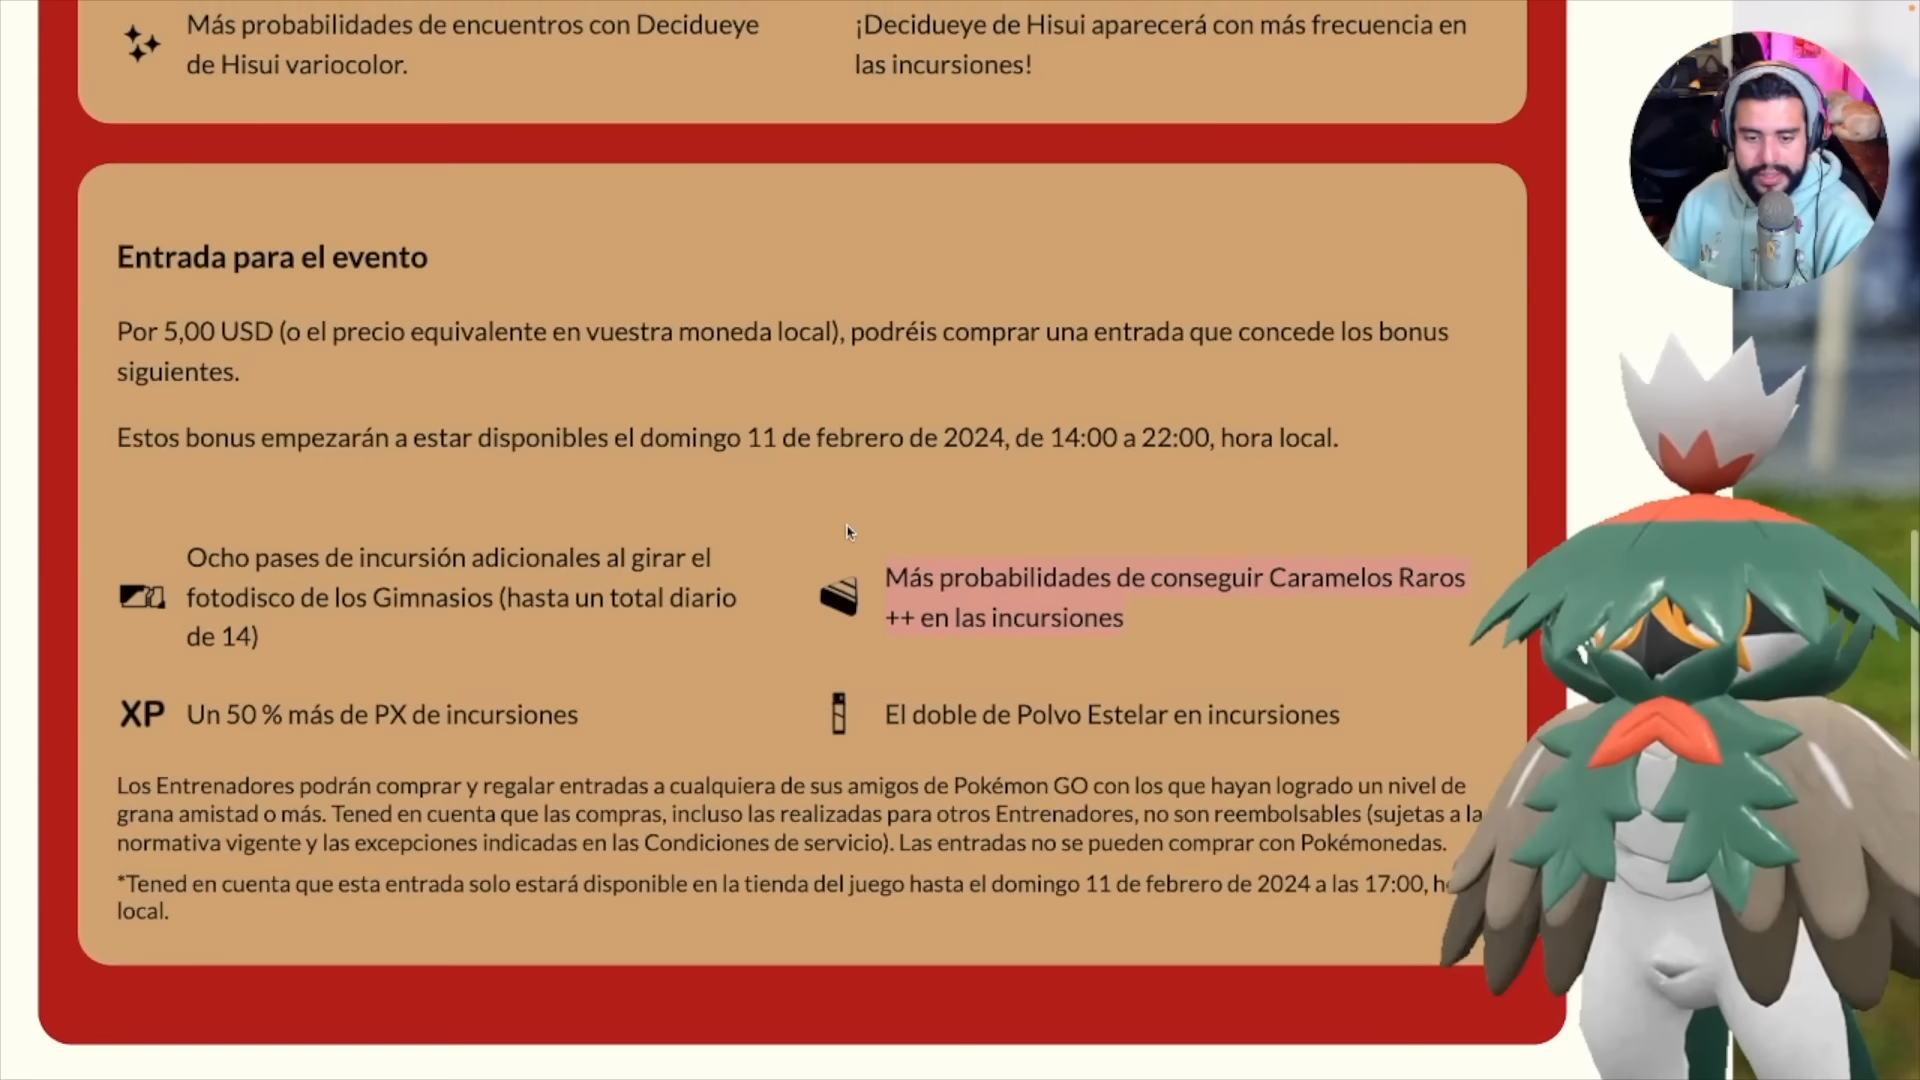 Más probabilidades de encuentros con Decidueye
de Hisui variocolor.
¡Decidueye de Hisui aparecerá con más frecuencia en
las incursiones!
Entrada para el evento
Por 5,00 USD (o el precio equivalente en vuestra moneda local), podréis comprar una entrada que concede los bonus
siguientes.
Estos bonus empezarán a estar disponibles el domingo 11 de febrero de 2024, de 14:00 a 22:00, hora local.
Ocho pases de incursión adicionales al girar el
fotodisco de los Gimnasios (hasta un total diario
de 14)
Más probabilidades de conseguir Caramelos Raros
++ en las incursiones
XP Un 50 % más de PX de incursiones
El doble de Polvo Estelar en incursiones
Los Entrenadores podrán comprar y regalar entradas a cualquiera de sus amigos de Pokémon GO con los que hayan logrado un nivel de
grana amistad o más. Tened en cuenta que las compras, incluso las realizadas para otros Entrenadores, no son reembolsables (sujetas a la
normativa vigente y las excepciones indicadas en las Condiciones de servicio). Las entradas no se pueden comprar con Pokémonedas.
*Tened en cuenta que esta entrada solo estará disponible en la tienda del juego hasta el domingo 11 de febrero de 2024 a las 17:00,
local.